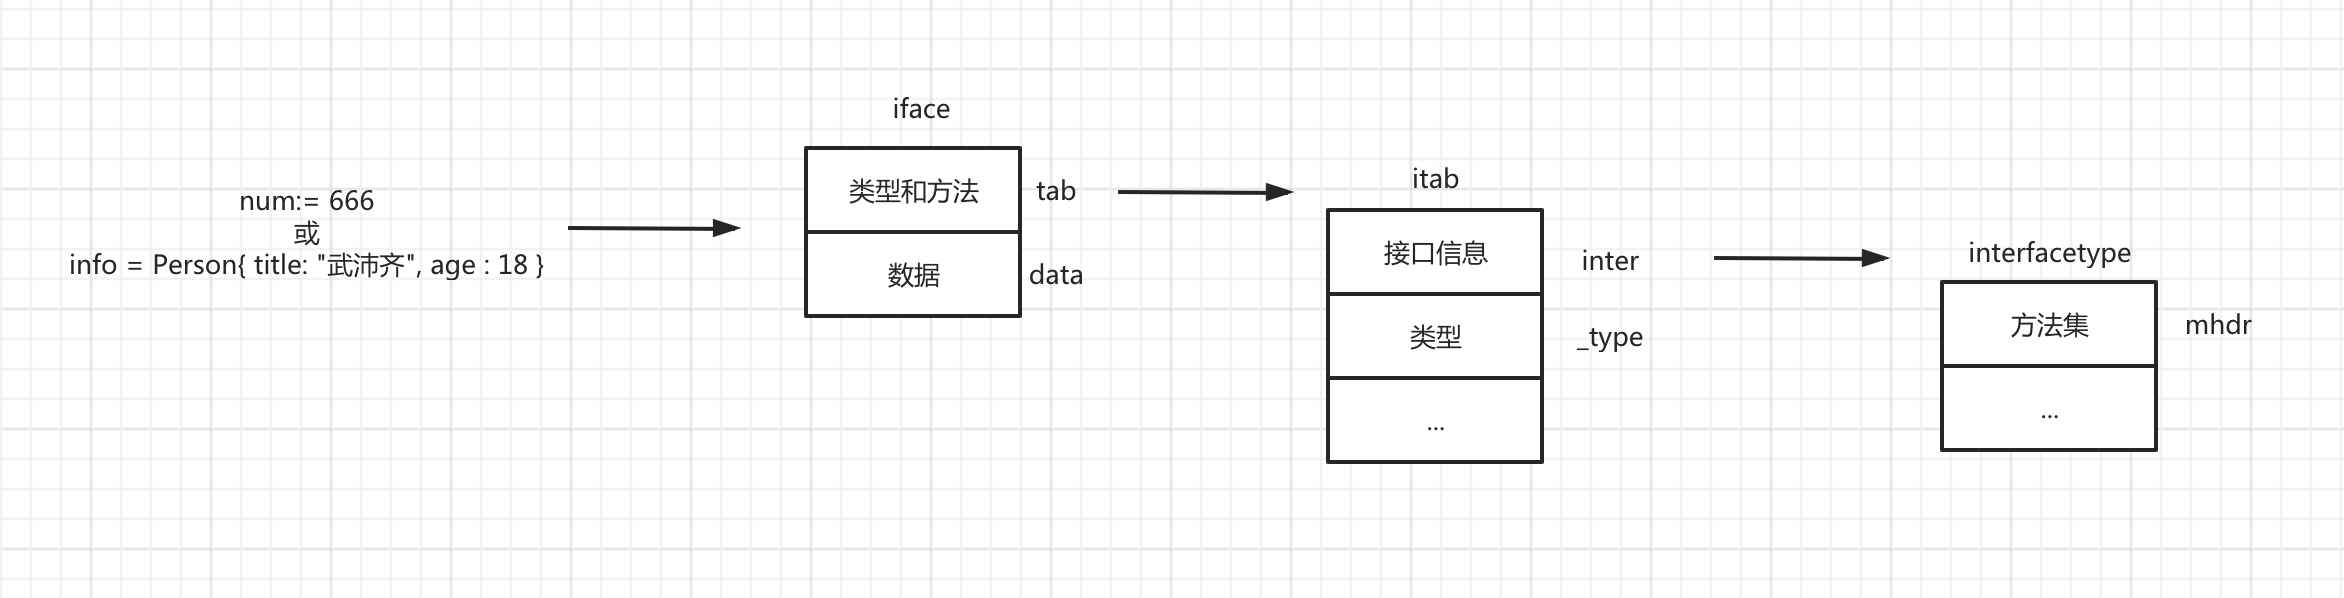 num:= 666
或
info = Person{ title: "武沛齐", age : 18 }
iface
类型和方法
tab
数据
data
itab
接口信息
inter
类型
_type
...
interfacetype
方法集
mhdr
...